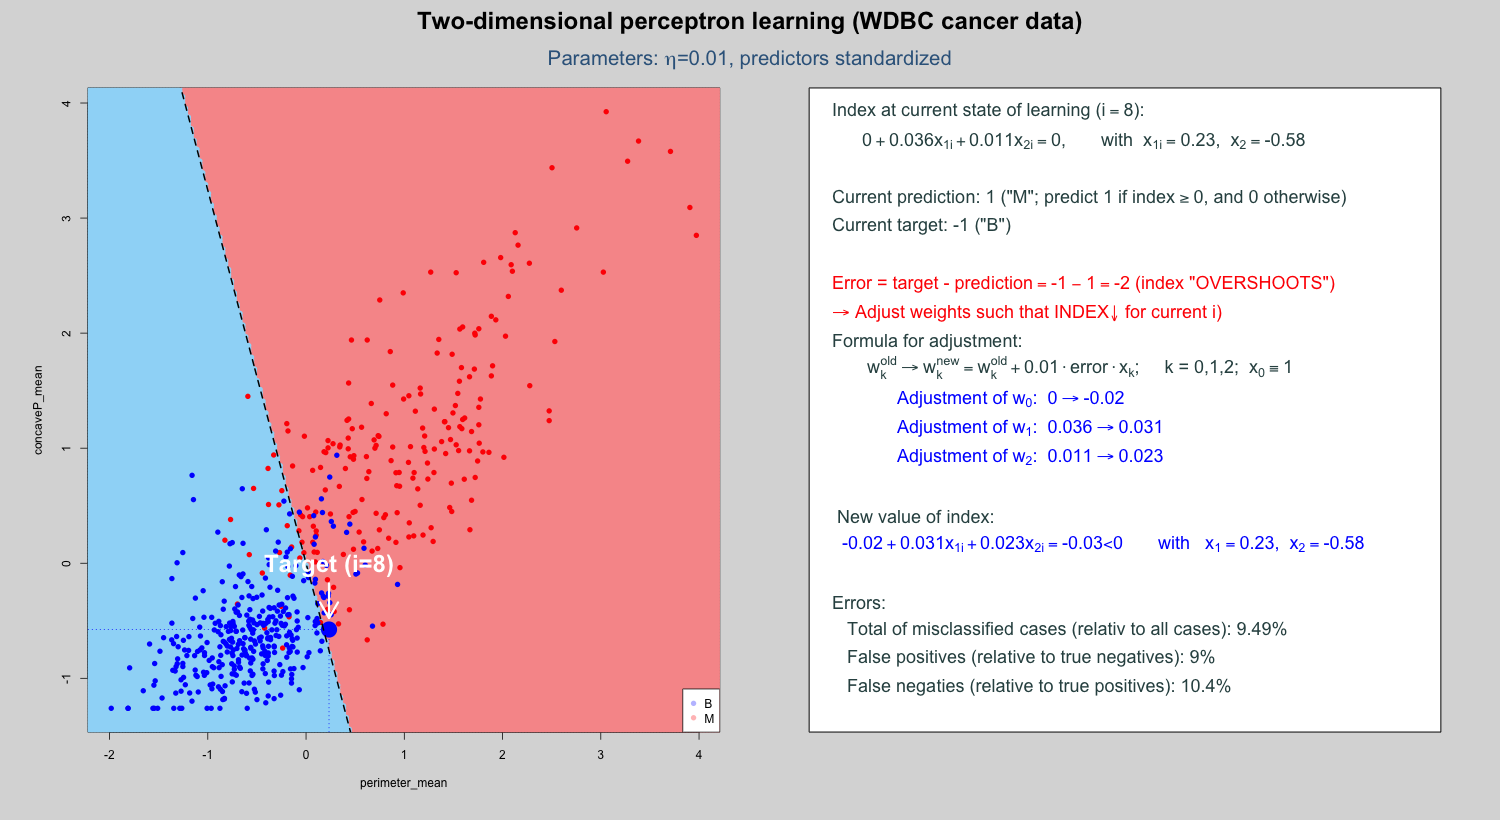 Two-dimensional perceptron learning (WDBC cancer data)
Parameters: η=0.01, predictors standardized
4
3
2
1
0
-1
concaveP_mean
Target (i=8)
B
M
-2
-1
0
1
2
3
4
perimeter_mean
Index at current state of learning (i = 8):
0 + 0.036x1i + 0.011x2i = 0, with x1i = 0.23, x2 = -0.58
Current prediction: 1 ("M"; predict 1 if index ≥ 0, and 0 otherwise)
Current target: -1 ("B")
Error = target - prediction = -1 − 1 = -2 (index "OVERSHOOTS")
→ Adjust weights such that INDEX↓ for current i)
Formula for adjustment:
w_k^old → w_k^new = w_k^old + 0.01 · error · x_k; k = 0,1,2; x0 ≡ 1
Adjustment of w0: 0 → -0.02
Adjustment of w1: 0.036 → 0.031
Adjustment of w2: 0.011 → 0.023
New value of index:
-0.02 + 0.031x1i + 0.023x2i = -0.03<0 with x1 = 0.23, x2 = -0.58
Errors:
Total of misclassified cases (relativ to all cases): 9.49%
False positives (relative to true negatives): 9%
False negaties (relative to true positives): 10.4%